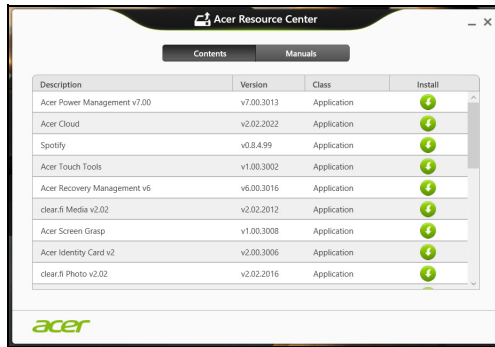 Acer Resource Center
Contents Manuals
Description Version Class Install
Acer Power Management v7.00 v7.00.3013 Application
Acer Cloud v2.02.2022 Application
Spotify v0.8.4.99 Application
Acer Touch Tools v1.00.3002 Application
Acer Recovery Management v6 v6.00.3016 Application
clear.fi Media v2.02 v2.02.2012 Application
Acer Screen Grasp v1.00.3008 Application
Acer Identity Card v2 v2.00.3006 Application
clear.fi Photo v2.02 v2.02.2016 Application
acer